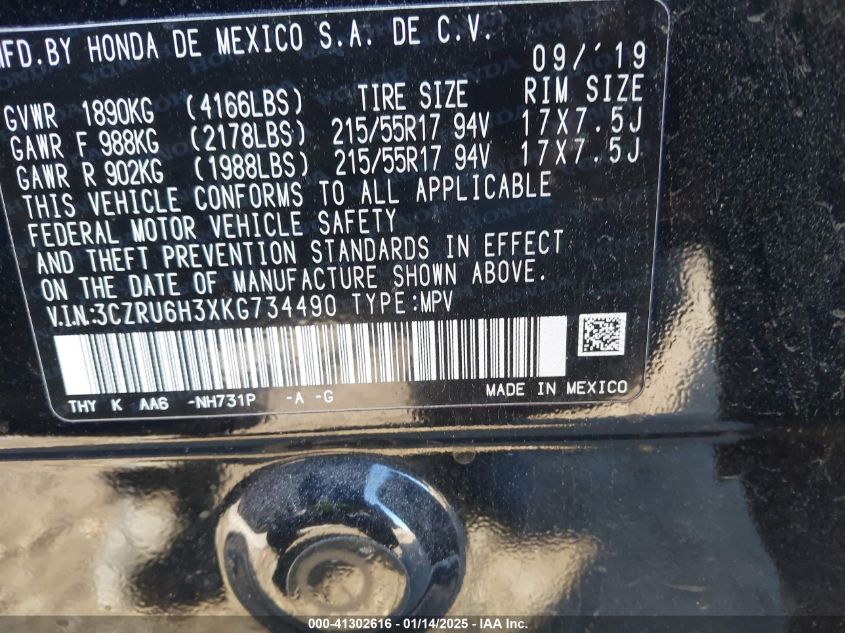 MFD.BY HONDA DE MEXICO S.A. DE C.V.
09/'19
GVWR 1890KG (4166LBS) TIRE SIZE RIM SIZE
GAWR F 988KG (2178LBS) 215/55R17 94V 17X7.5J
GAWR R 902KG (1988LBS) 215/55R17 94V 17X7.5J
THIS VEHICLE CONFORMS TO ALL APPLICABLE
FEDERAL MOTOR VEHICLE SAFETY
AND THEFT PREVENTION STANDARDS IN EFFECT
ON THE DATE OF MANUFACTURE SHOWN ABOVE.
V.I.N.:3CZRU6H3XKG734490 TYPE:MPV
THY K AA6 -NH731P -A -G MADE IN MEXICO
000-41302616 - 01/14/2025 - IAA Inc.